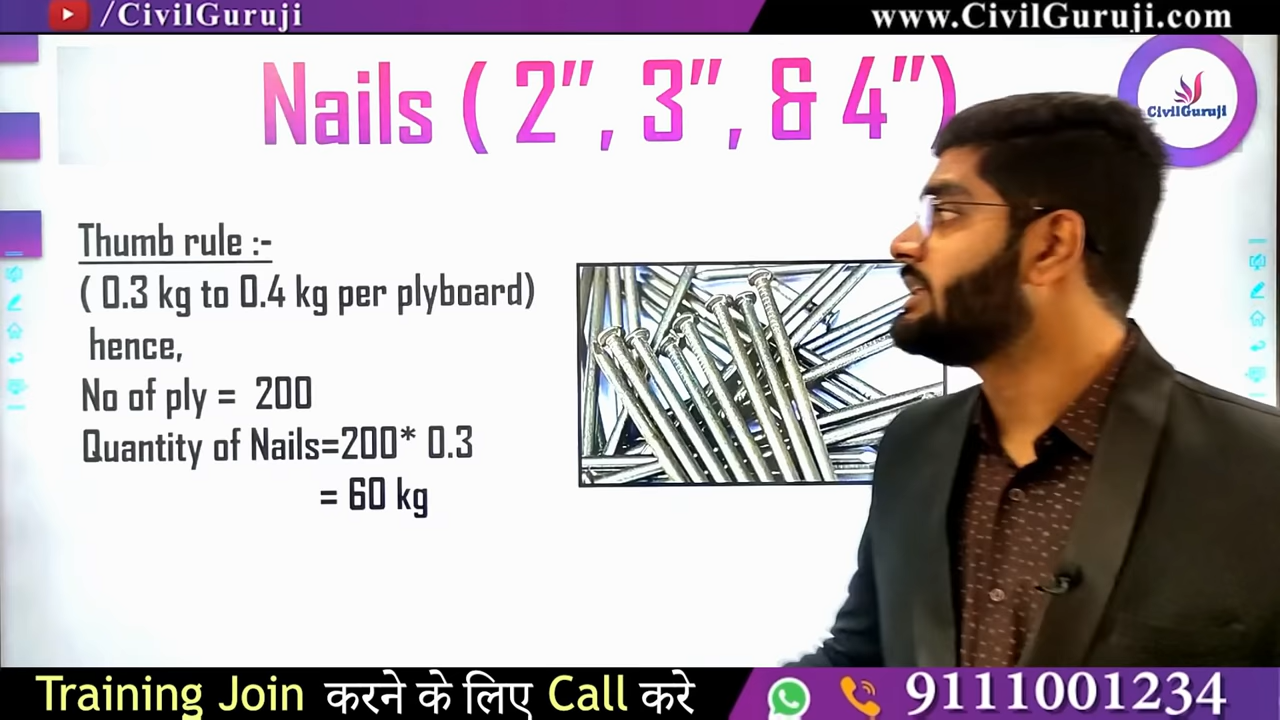 /CivilGuruji
www.CivilGuruji.com
Nails ( 2”, 3”, & 4”)
CivilGuruji
Thumb rule :-
( 0.3 kg to 0.4 kg per plyboard)
hence,
No of ply = 200
Quantity of Nails=200* 0.3
= 60 kg
Training Join करने के लिए Call करे
9111001234